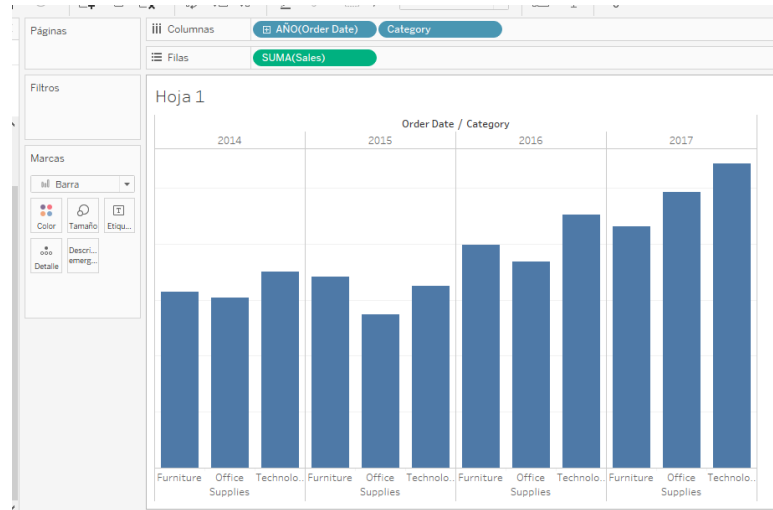 Páginas
iii Columnas
AÑO(Order Date)
Category
Filas
SUMA(Sales)
Filtros
Marcas
Barra
Color
Tamaño
Etiqu...
Detalle
Descri...
emerg...
Hoja 1
Order Date / Category
2014
2015
2016
2017
Furniture
Office
Supplies
Technolo..
Furniture
Office
Supplies
Technolo..
Furniture
Office
Supplies
Technolo..
Furniture
Office
Supplies
Technolo..